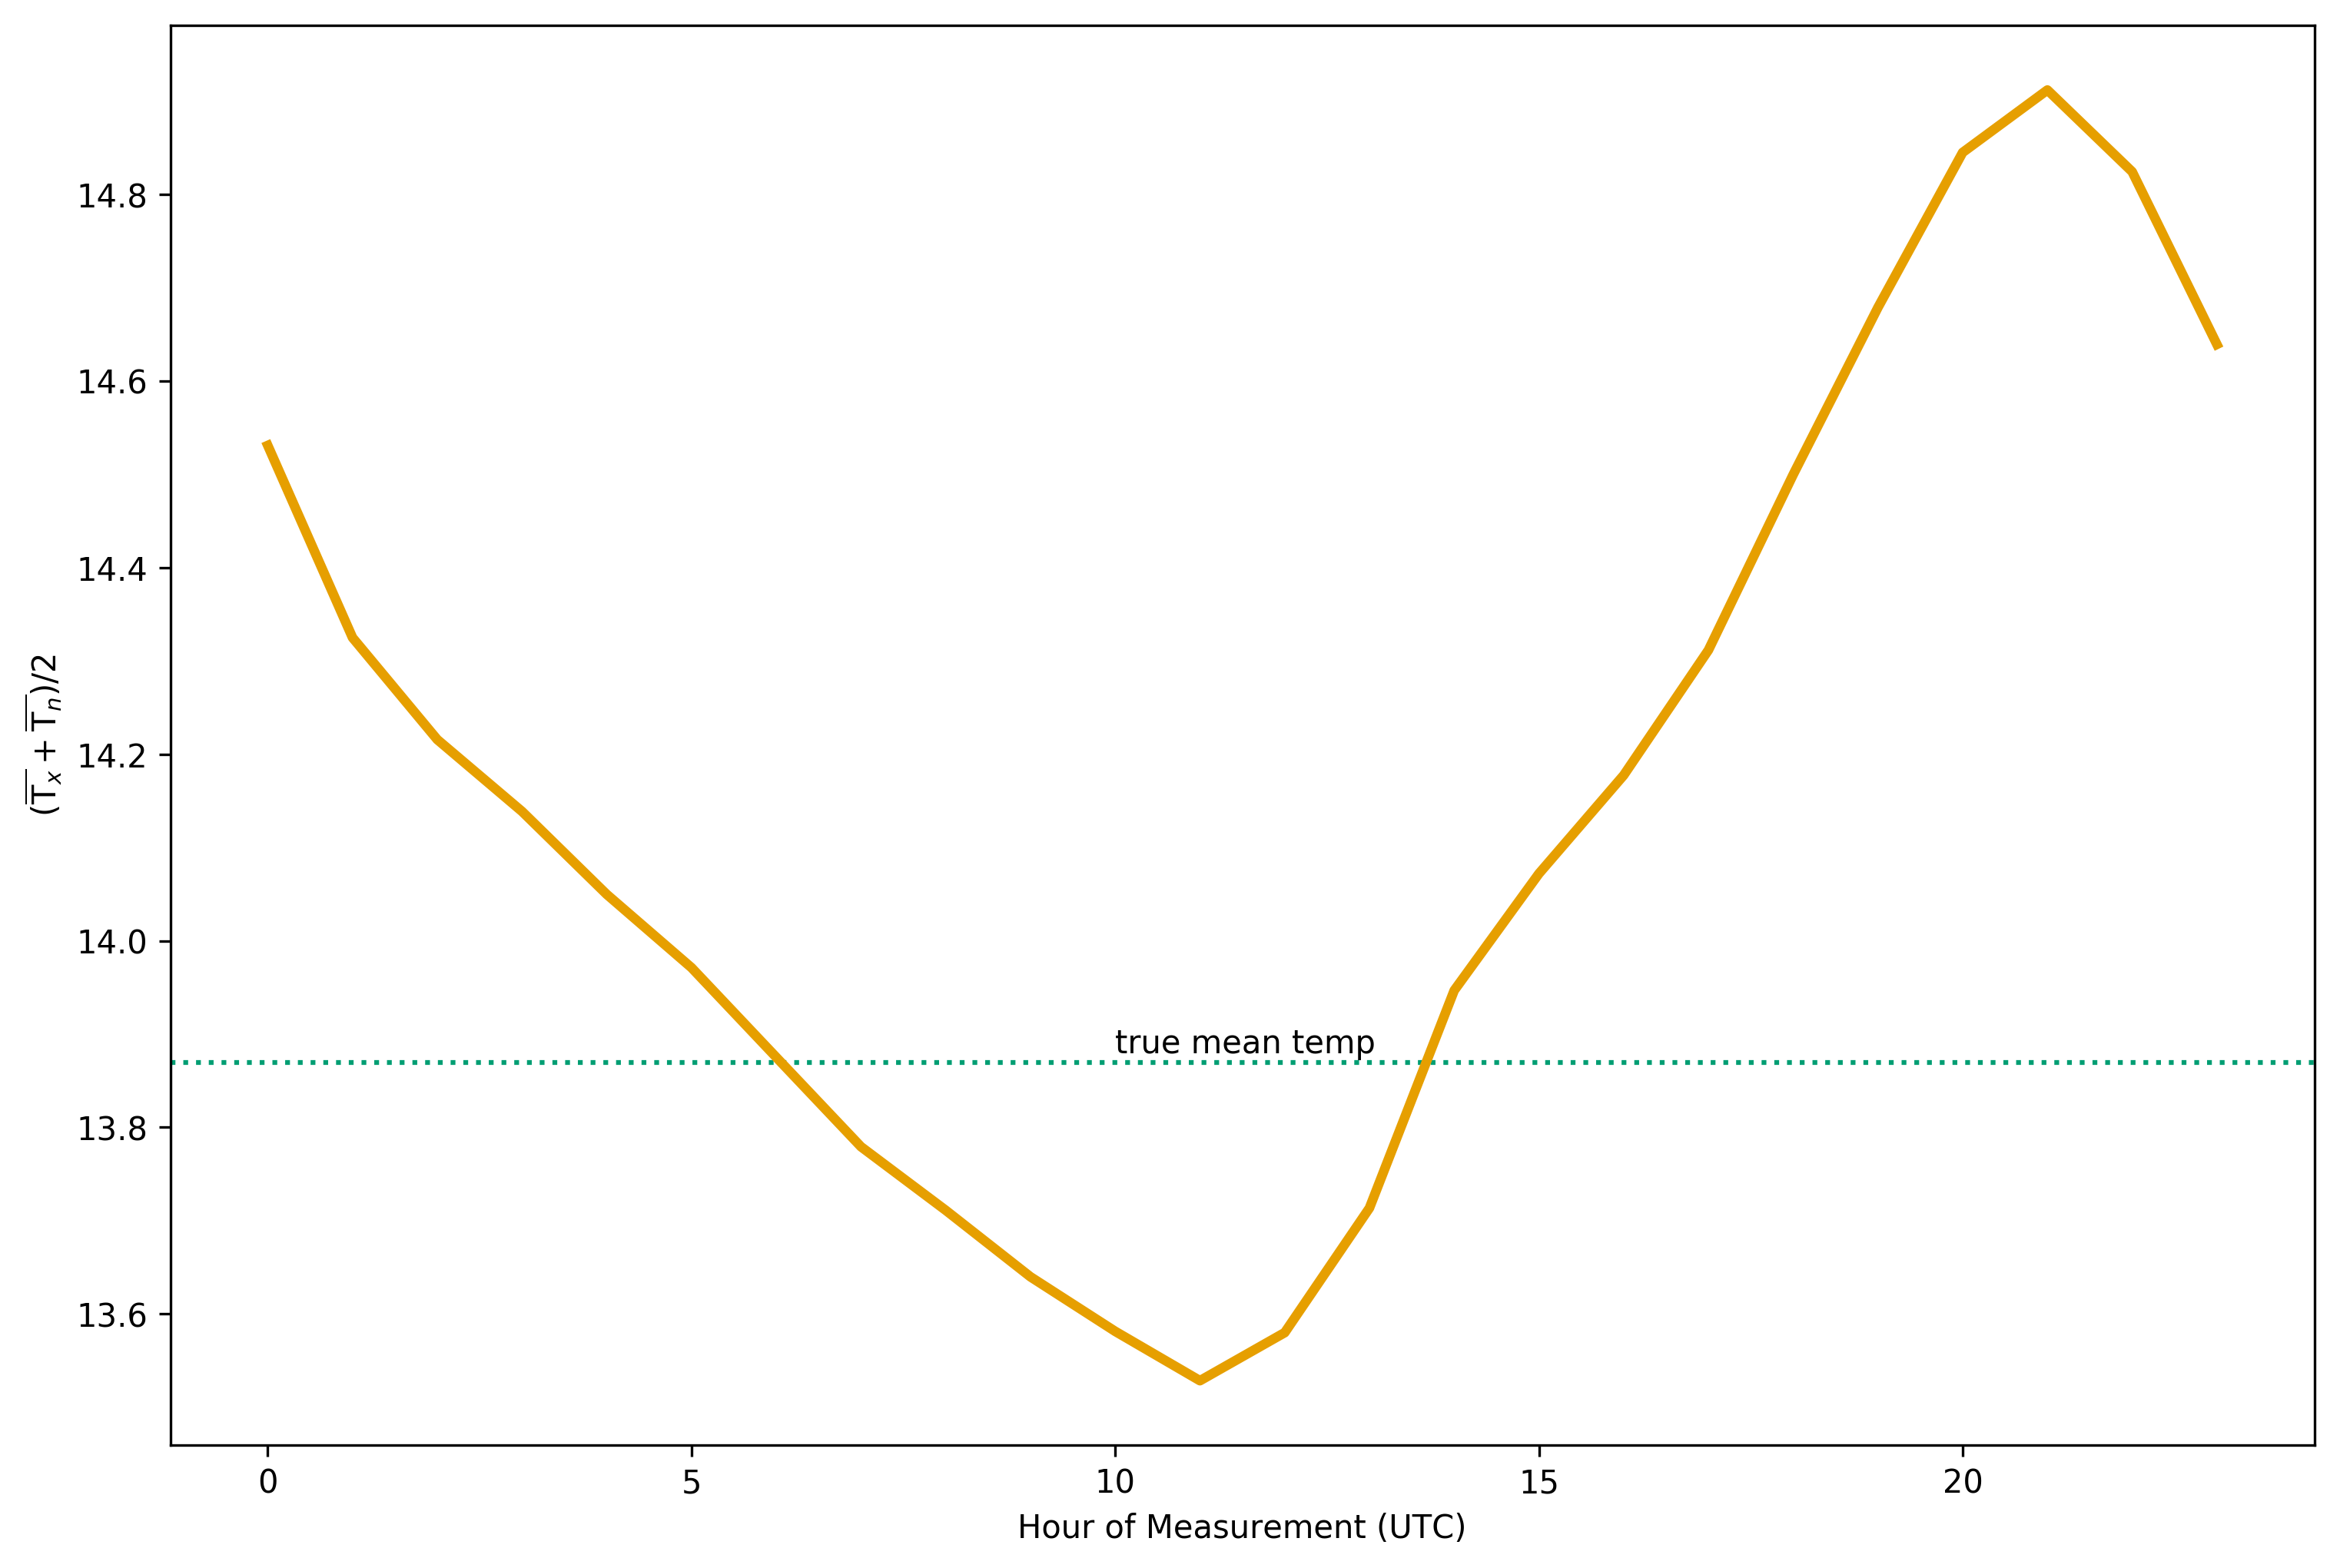 14.8
14.6
14.4
14.2
14.0
13.8
13.6
(T̅ₓ + T̅ₙ)/2
true mean temp
0 5 10 15 20
Hour of Measurement (UTC)